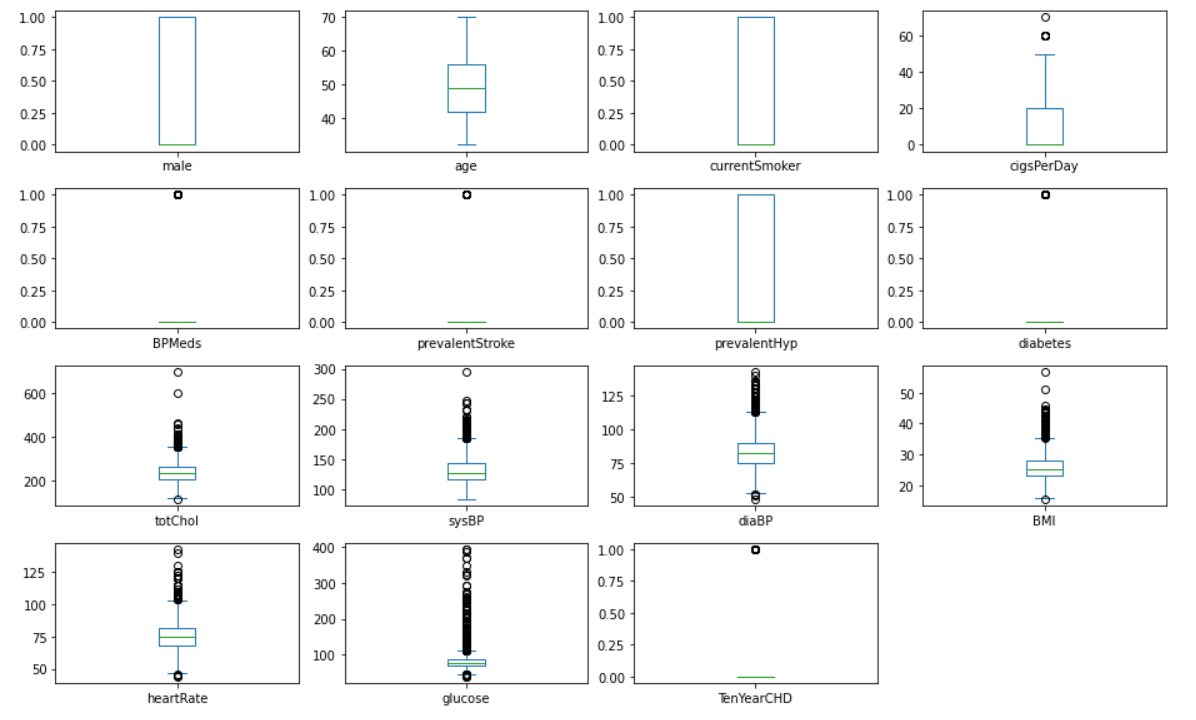 1.00 0.75 0.50 0.25 0.00 male
70 60 50 40 age
1.00 0.75 0.50 0.25 0.00 currentSmoker
60 40 20 0 cigsPerDay
1.00 0.75 0.50 0.25 0.00 BPMeds
1.00 0.75 0.50 0.25 0.00 prevalentStroke
1.00 0.75 0.50 0.25 0.00 prevalentHyp
1.00 0.75 0.50 0.25 0.00 diabetes
600 400 200 totChol
300 250 200 150 100 sysBP
125 100 75 50 diaBP
50 40 30 20 BMI
125 100 75 50 heartRate
400 300 200 100 glucose
1.00 0.75 0.50 0.25 0.00 TenYearCHD